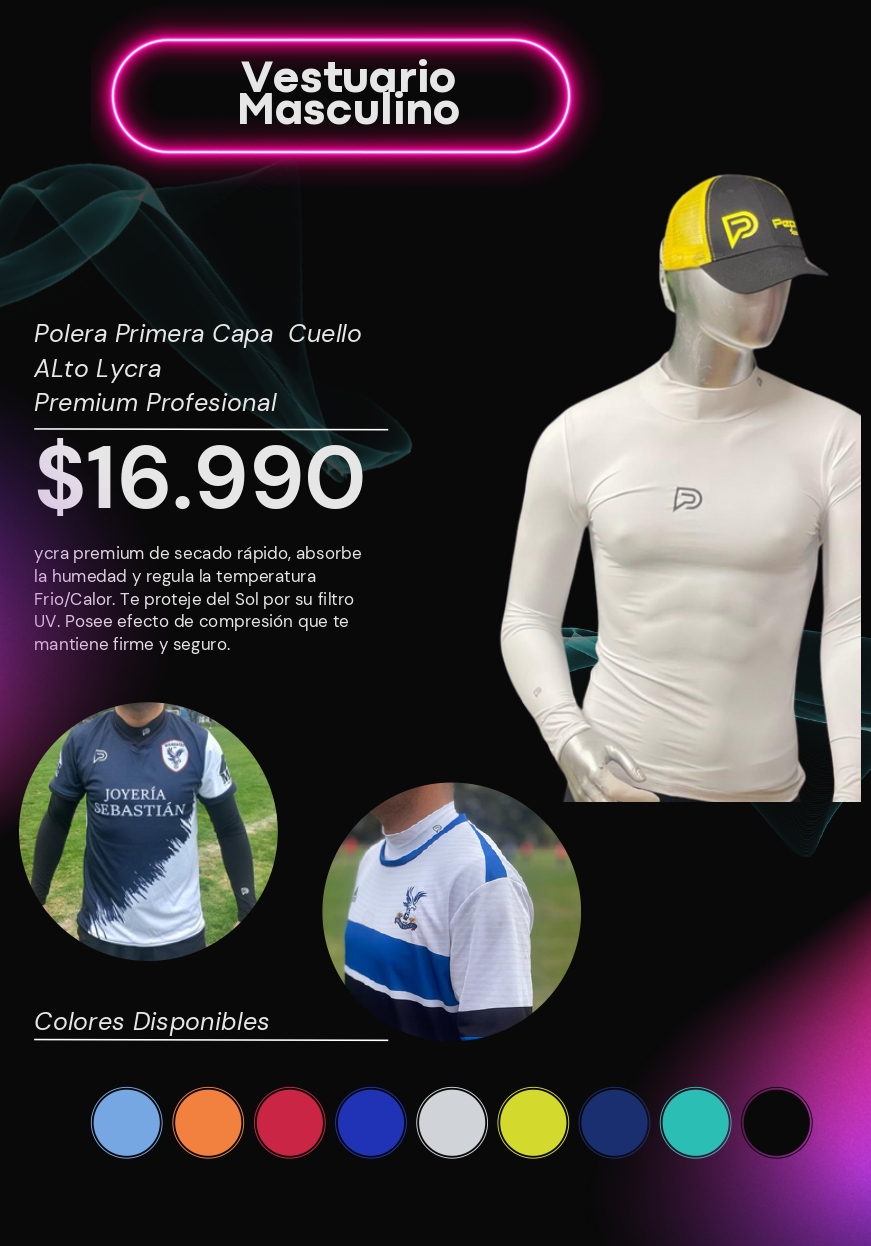 Vestuario
Masculino
Polera Primera Capa  Cuello
ALto Lycra
Premium Profesional
$16.990
ycra premium de secado rápido, absorbe
la humedad y regula la temperatura
Frio/Calor. Te proteje del Sol por su filtro
UV. Posee efecto de compresión que te
mantiene firme y seguro.
JOYERÍA
SEBASTIÁN
Colores Disponibles